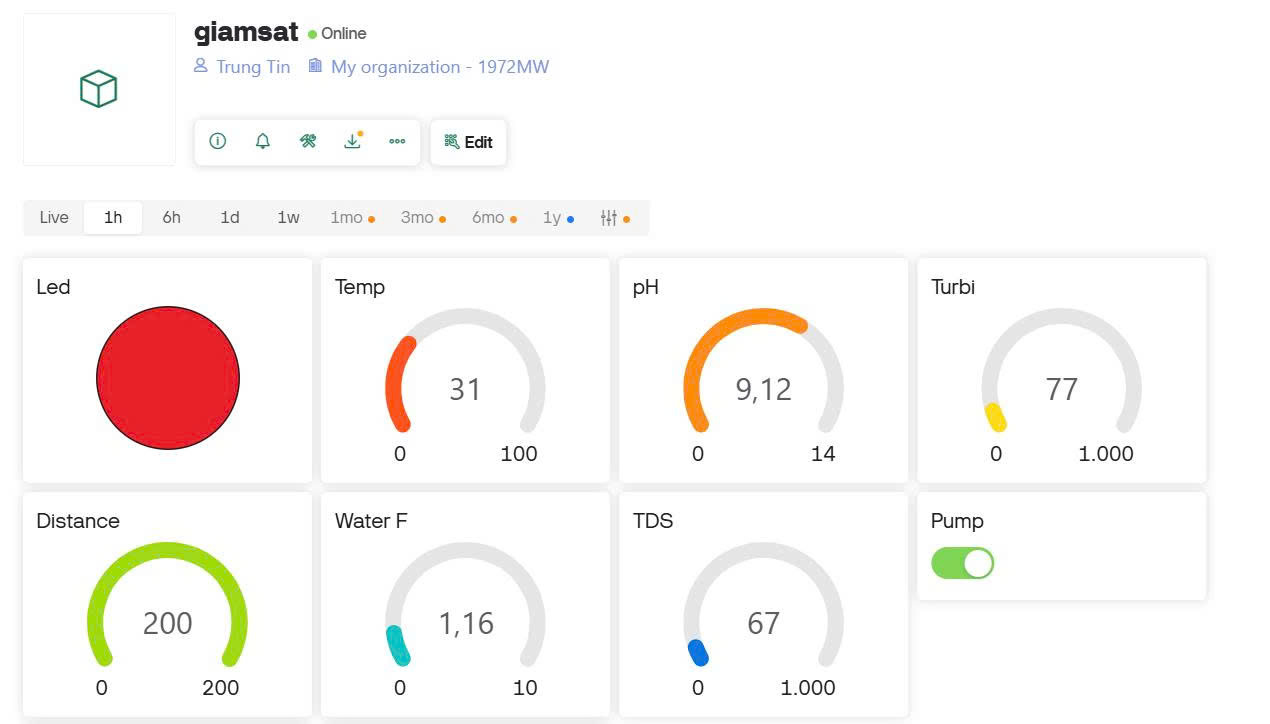 giamsat Online
Trung Tin My organization - 1972MW
Edit
Live 1h 6h 1d 1w 1mo 3mo 6mo 1y
Led Temp pH Turbi
31 9,12 77
0 100 0 14 0 1.000
Distance Water F TDS Pump
200 1,16 67
0 200 0 10 0 1.000